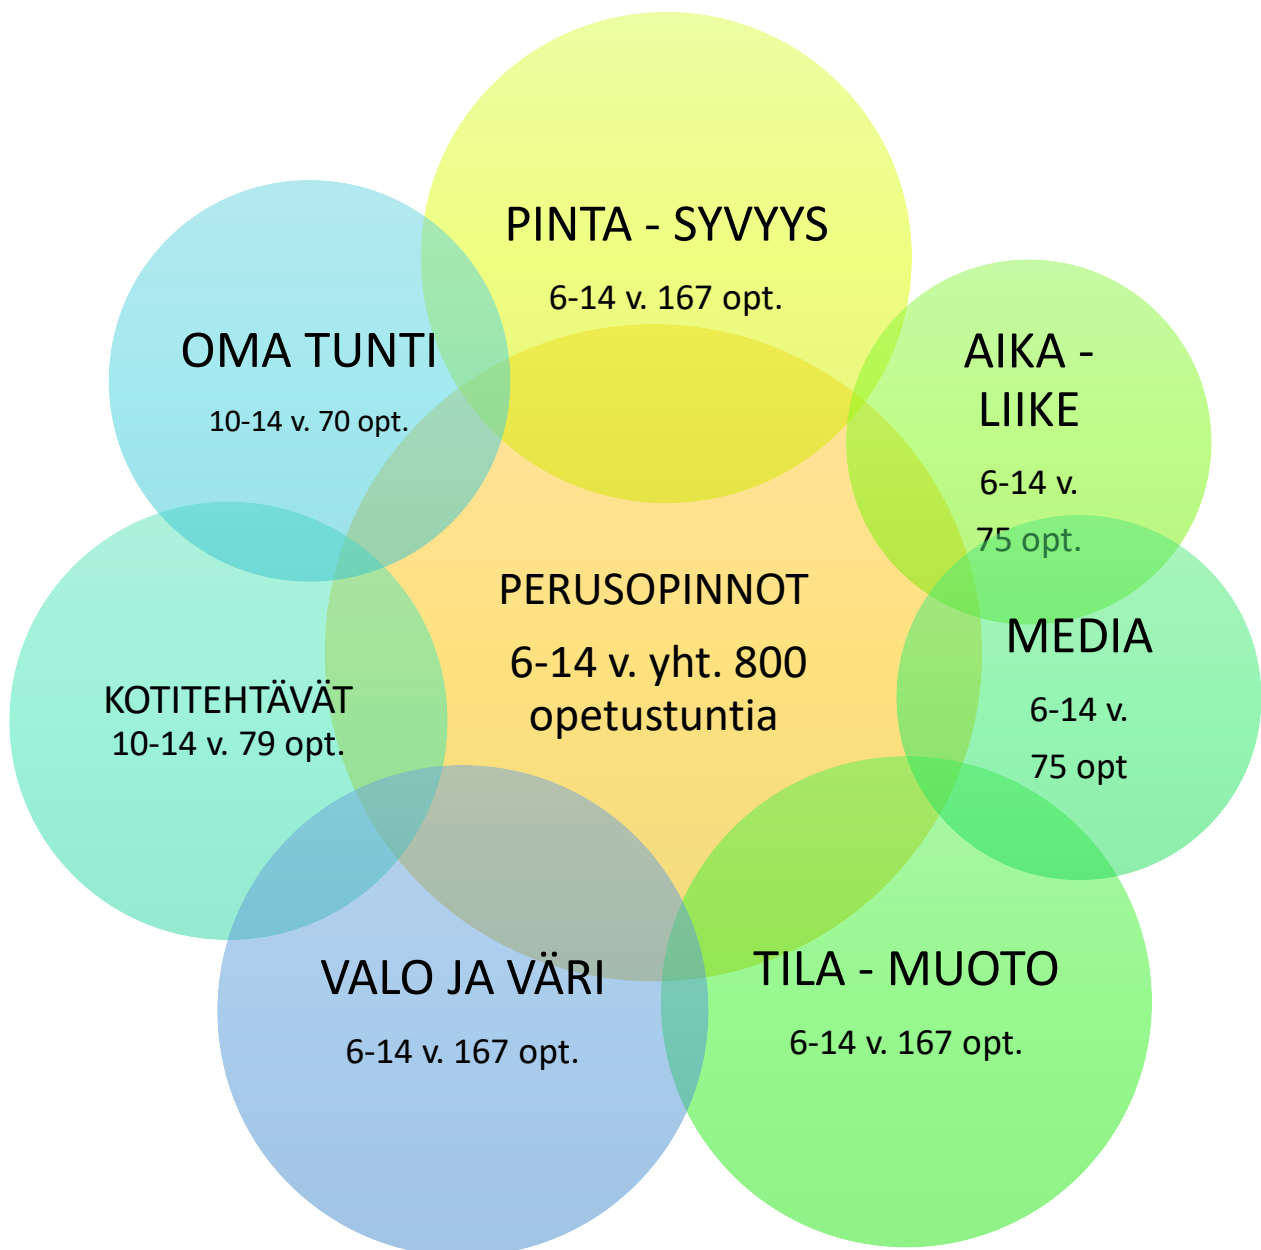 PINTA - SYVYYS
6-14 v. 167 opt.
AIKA -
LIIKE
6-14 v.
75 opt.
MEDIA
6-14 v.
75 opt
TILA - MUOTO
6-14 v. 167 opt.
VALO JA VÄRI
6-14 v. 167 opt.
KOTITEHTÄVÄT
10-14 v. 79 opt.
OMA TUNTI
10-14 v. 70 opt.
PERUSOPINNOT
6-14 v. yht. 800
opetustuntia